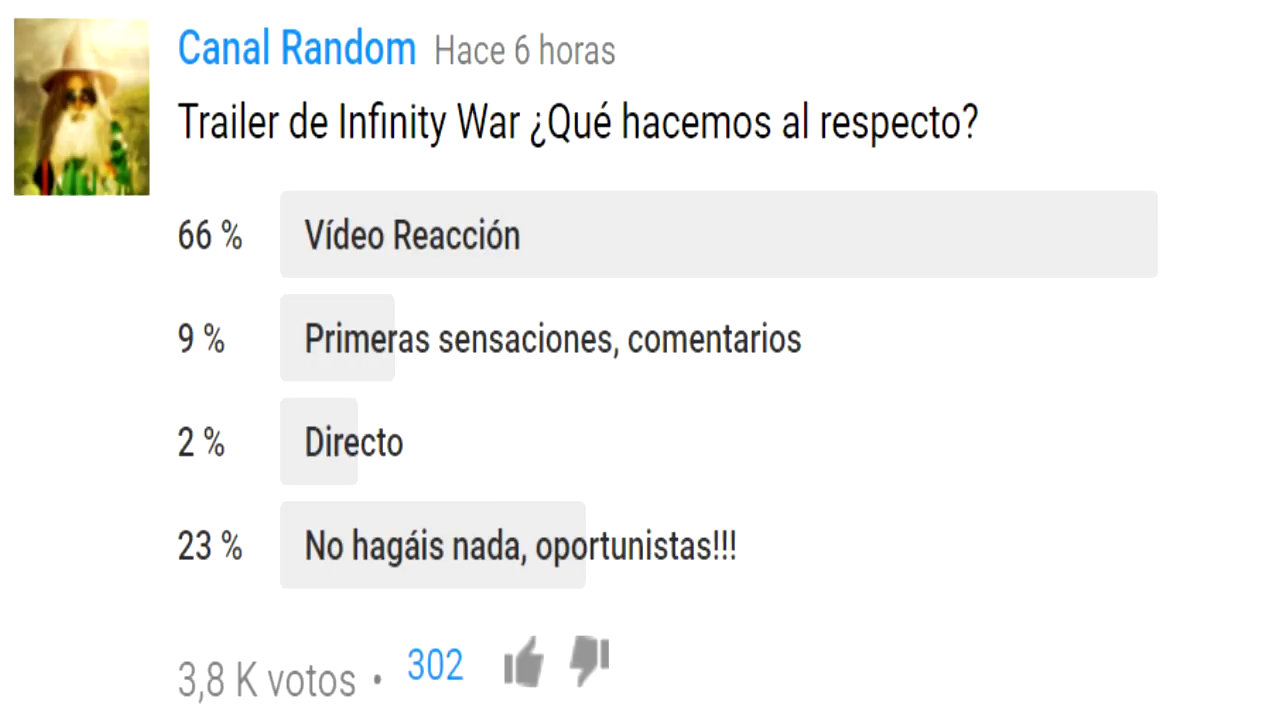 Canal Random Hace 6 horas
Trailer de Infinity War ¿Qué hacemos al respecto?
66 % Vídeo Reacción
9 % Primeras sensaciones, comentarios
2 % Directo
23 % No hagáis nada, oportunistas!!!
3,8 K votos • 302